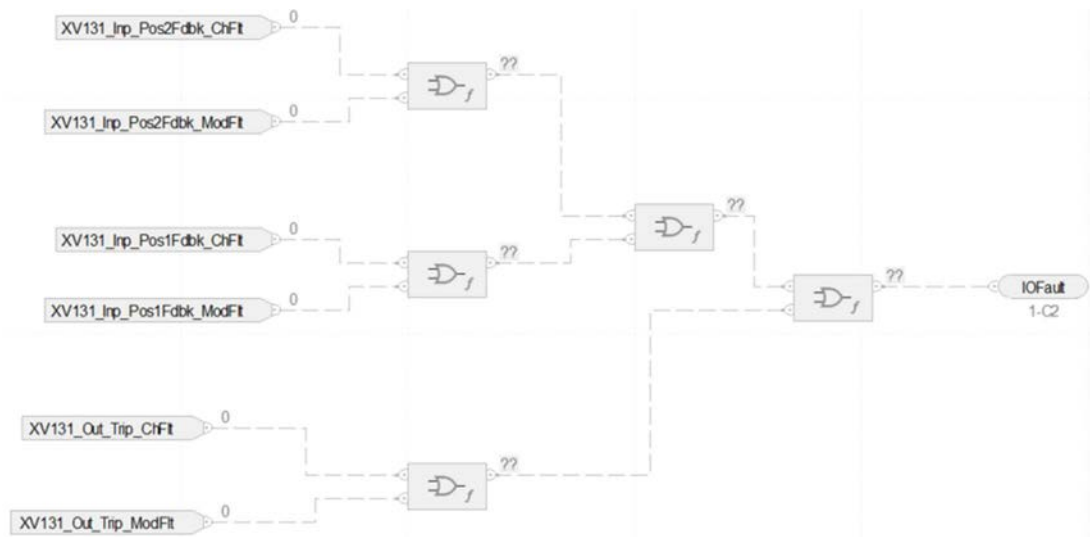 XV131_Inp_Pos2Fdbk_ChFlt 0
??
XV131_Inp_Pos2Fdbk_ModFlt 0
f
??
XV131_Inp_Pos1Fdbk_ChFlt 0
f
??
??
f
XV131_Inp_Pos1Fdbk_ModFlt 0
f
IOFault
1-C2
XV131_Out_Trip_ChFlt 0
??
f
XV131_Out_Trip_ModFlt 0